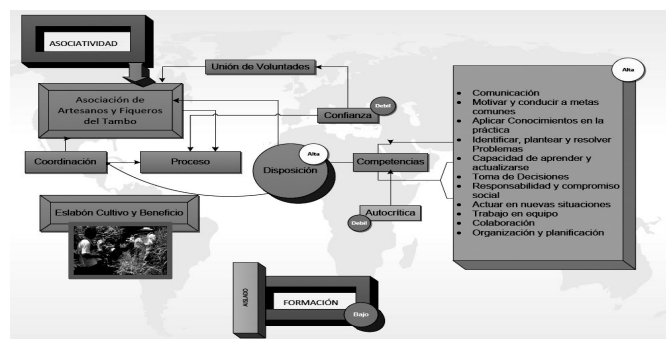 ASOCIATIVIDAD
Unión de Voluntades
Asociación de
Artesanos y Fiqueros
del Tambo
Confianza
Debil
Coordinación
Proceso
Disposición
Alta
Competencias
Autocrítica
Debil
Alta
• Comunicación
• Motivar y conducir a metas
comunes
• Aplicar Conocimientos en la
práctica
• Identificar, plantear y resolver
Problemas
• Capacidad de aprender y
actualizarse
• Toma de Decisiones
• Responsabilidad y compromiso
social
• Actuar en nuevas situaciones
• Trabajo en equipo
• Colaboración
• Organización y planificación
Eslabón Cultivo y Beneficio
AISLADO
FORMACIÓN
Bajo